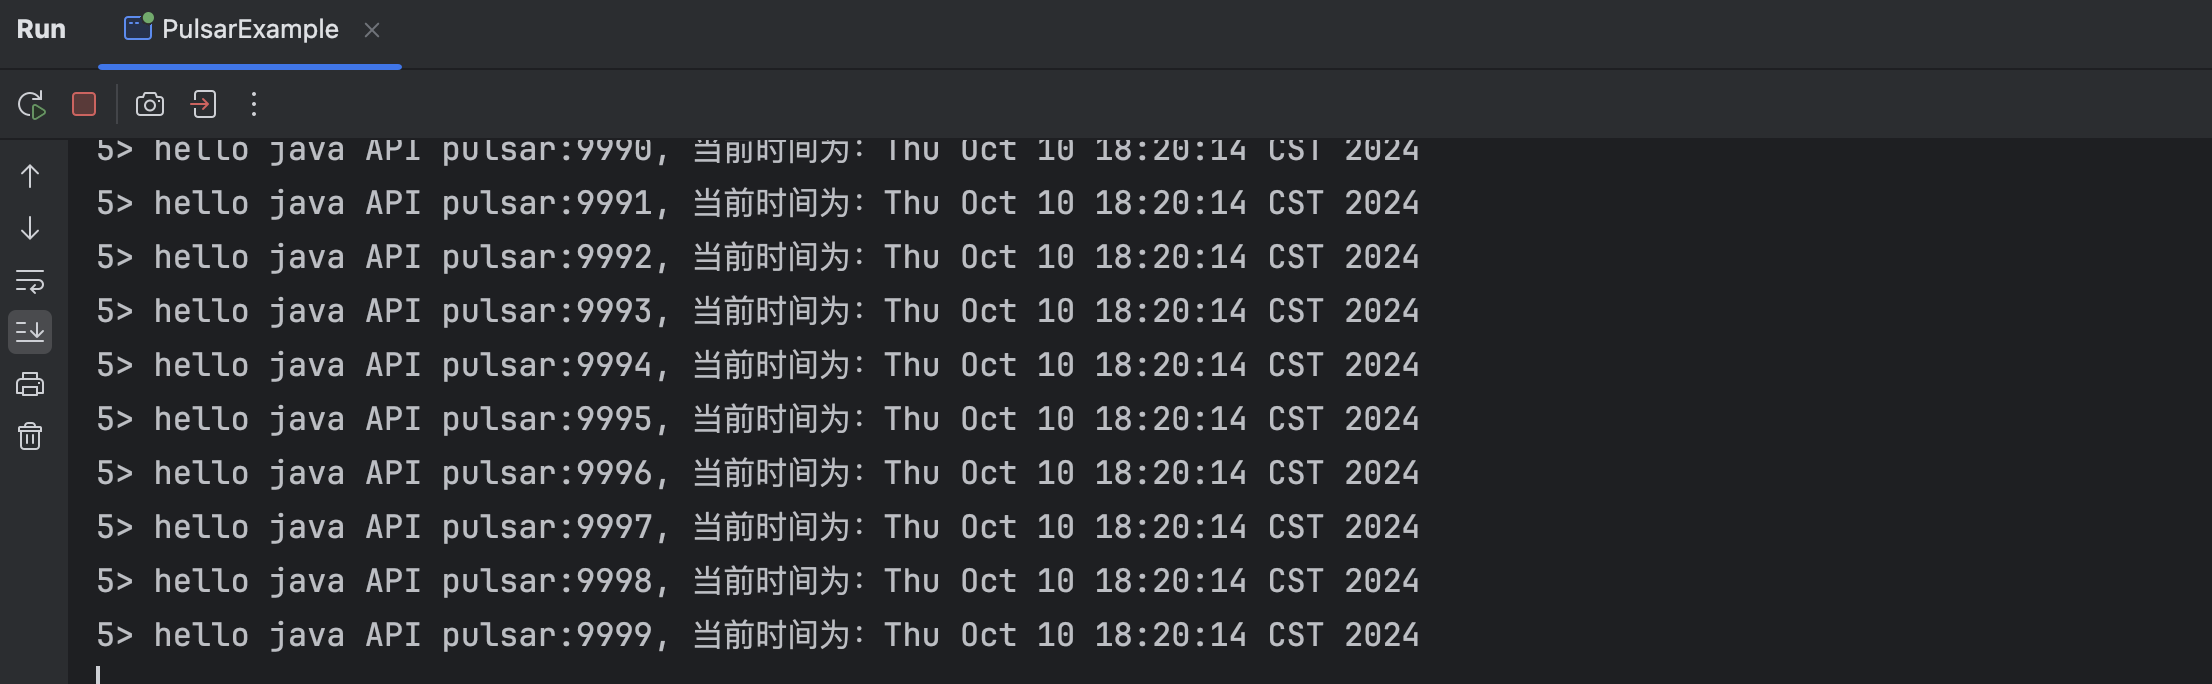 Run PulsarExample
5> hello java API pulsar:9990, 当前时间为：Thu Oct 10 18:20:14 CST 2024
5> hello java API pulsar:9991, 当前时间为：Thu Oct 10 18:20:14 CST 2024
5> hello java API pulsar:9992, 当前时间为：Thu Oct 10 18:20:14 CST 2024
5> hello java API pulsar:9993, 当前时间为：Thu Oct 10 18:20:14 CST 2024
5> hello java API pulsar:9994, 当前时间为：Thu Oct 10 18:20:14 CST 2024
5> hello java API pulsar:9995, 当前时间为：Thu Oct 10 18:20:14 CST 2024
5> hello java API pulsar:9996, 当前时间为：Thu Oct 10 18:20:14 CST 2024
5> hello java API pulsar:9997, 当前时间为：Thu Oct 10 18:20:14 CST 2024
5> hello java API pulsar:9998, 当前时间为：Thu Oct 10 18:20:14 CST 2024
5> hello java API pulsar:9999, 当前时间为：Thu Oct 10 18:20:14 CST 2024